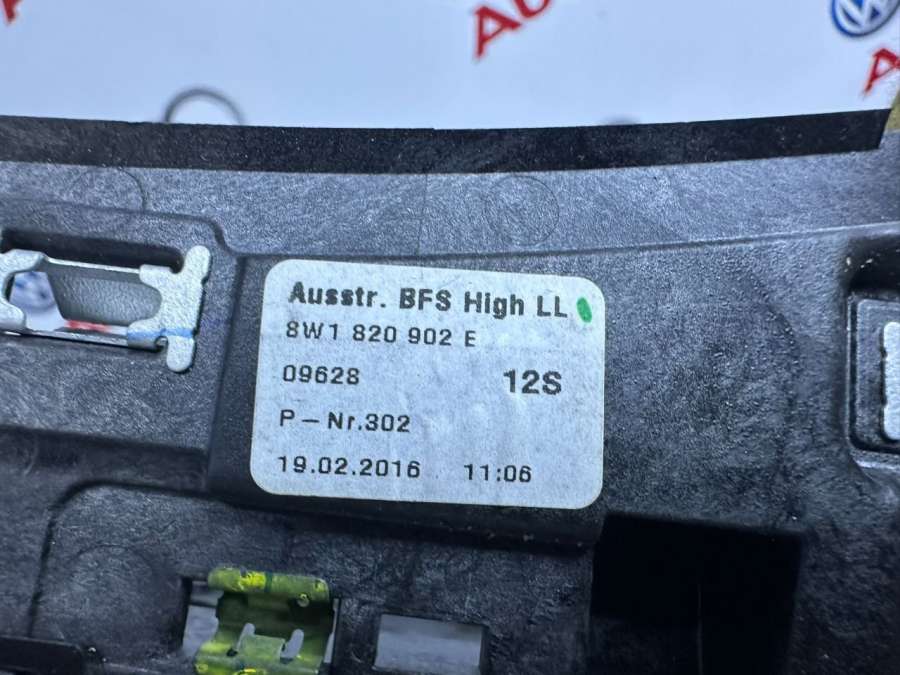 Ausstr. BFS High LL
8W1 820 902 E
09628 12S
P-Nr.302
19.02.2016 11:06